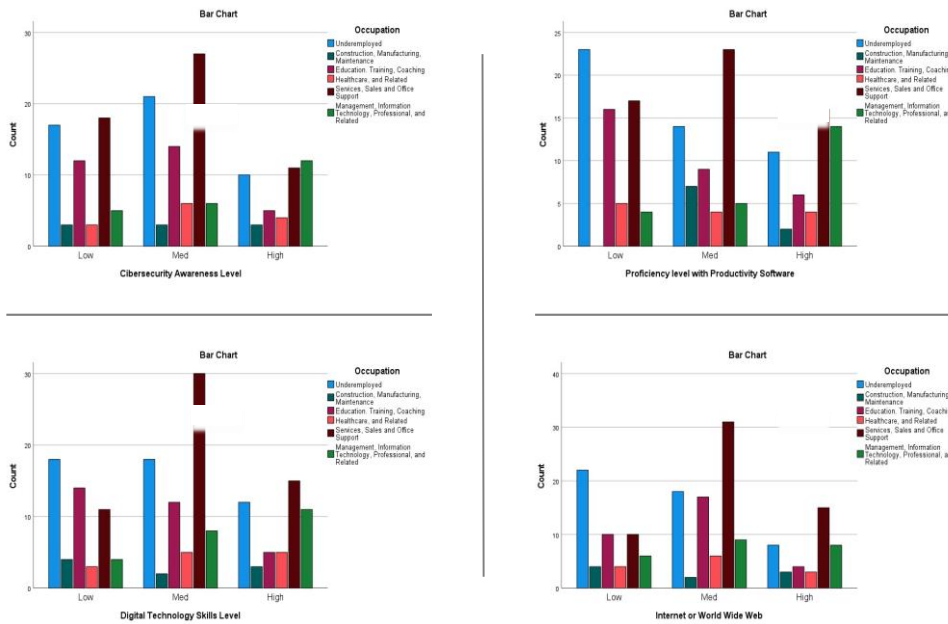 Bar Chart
Occupation
Underemployed
Construction, Manufacturing,
Maintenance
Education. Training, Coaching
Healthcare, and Related
Services, Sales and Office
Support
Management, Information
Technology, Professional, and
Related
Count
30
20
10
0
Low Med High
Cibersecurity Awareness Level
Bar Chart
Occupation
Underemployed
Construction, Manufacturing,
Maintenance
Education. Training, Coaching
Healthcare, and Related
Services, Sales and Office
Support
Management, Information
Technology, Professional, and
Related
Count
25
20
15
10
5
0
Low Med High
Proficiency level with Productivity Software
Bar Chart
Occupation
Underemployed
Construction, Manufacturing,
Maintenance
Education. Training, Coaching
Healthcare, and Related
Services, Sales and Office
Support
Management, Information
Technology, Professional, and
Related
Count
30
20
10
0
Low Med High
Digital Technology Skills Level
Bar Chart
Occupation
Underemployed
Construction, Manufacturing,
Maintenance
Education. Training, Coachi
Healthcare, and Related
Services, Sales and Office
Support
Management, Information
Technology, Professional, a
Related
Count
40
30
20
10
0
Low Med High
Internet or World Wide Web